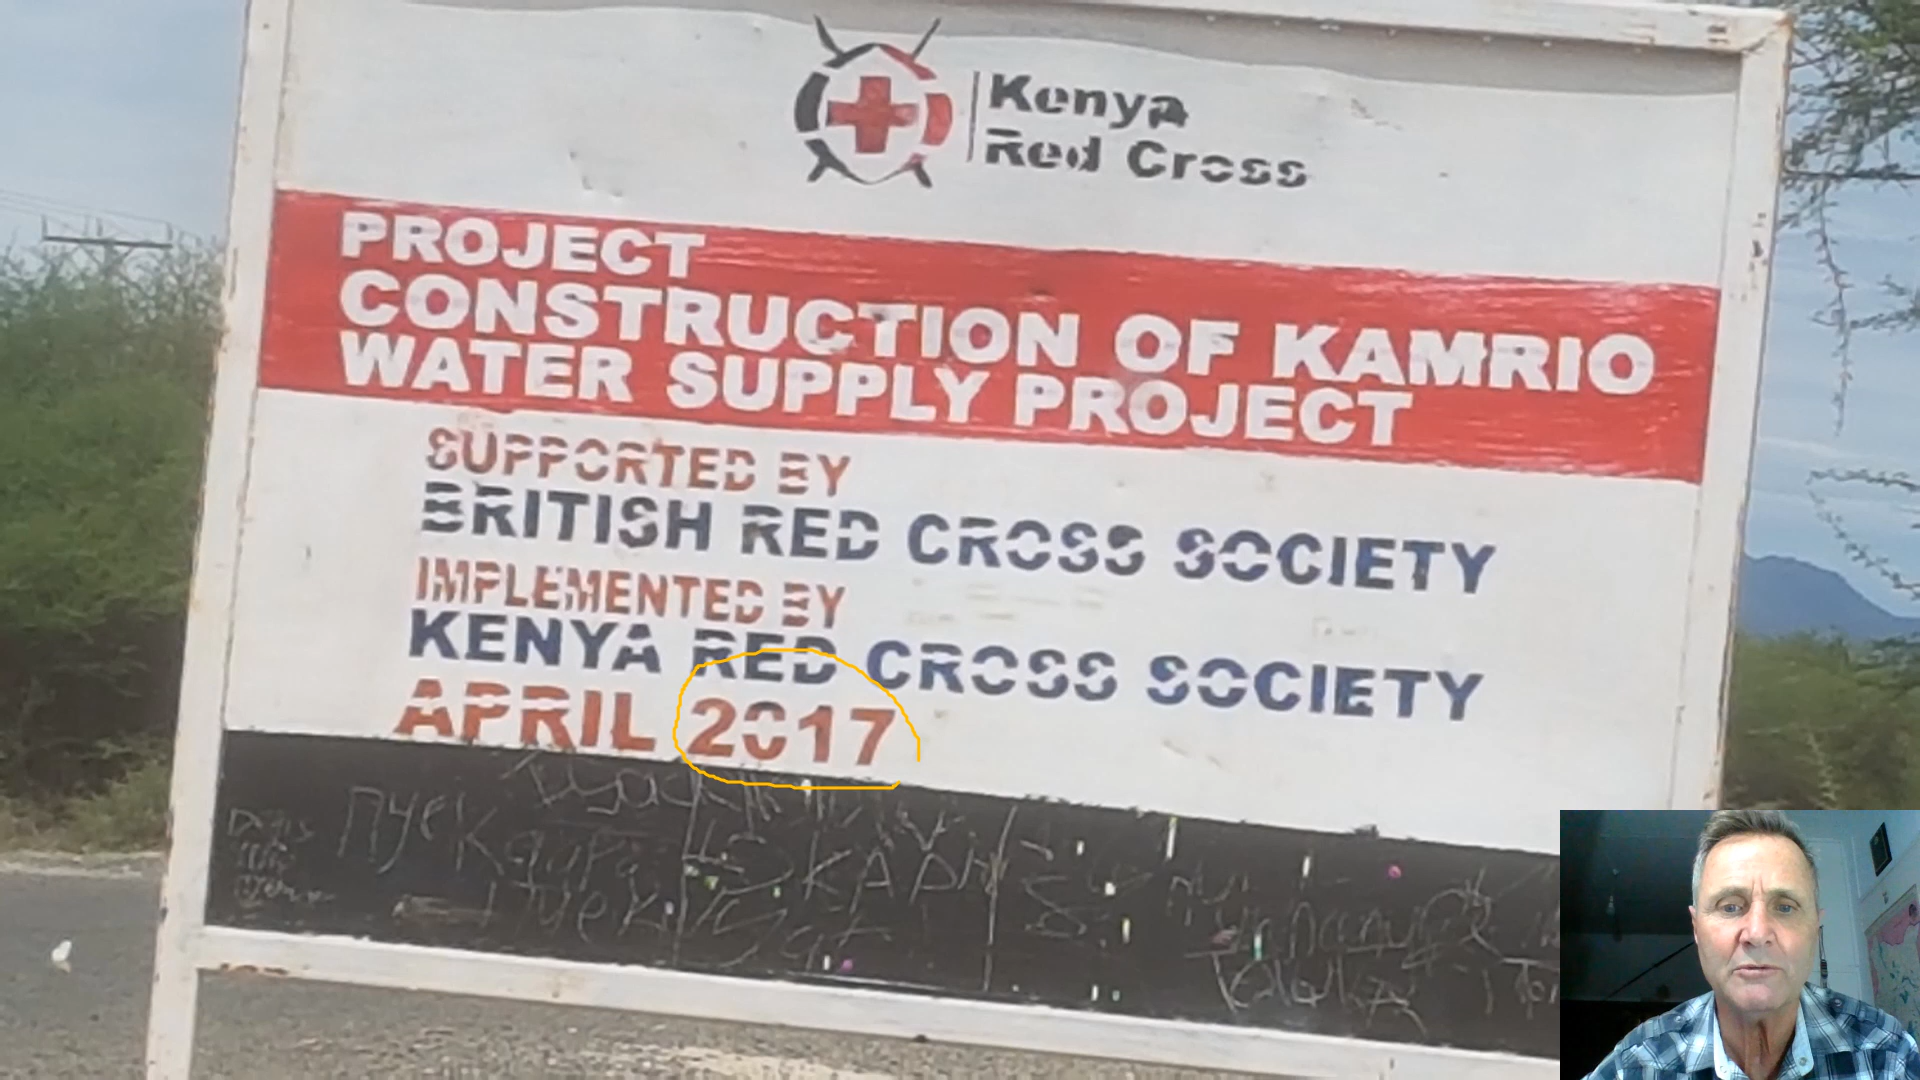 Kenya
Red Cross
PROJECT
CONSTRUCTION OF KAMRIO
WATER SUPPLY PROJECT
SUPPORTED BY
BRITISH RED CROSS SOCIETY
IMPLEMENTED BY
KENYA RED CROSS SOCIETY
APRIL 2017